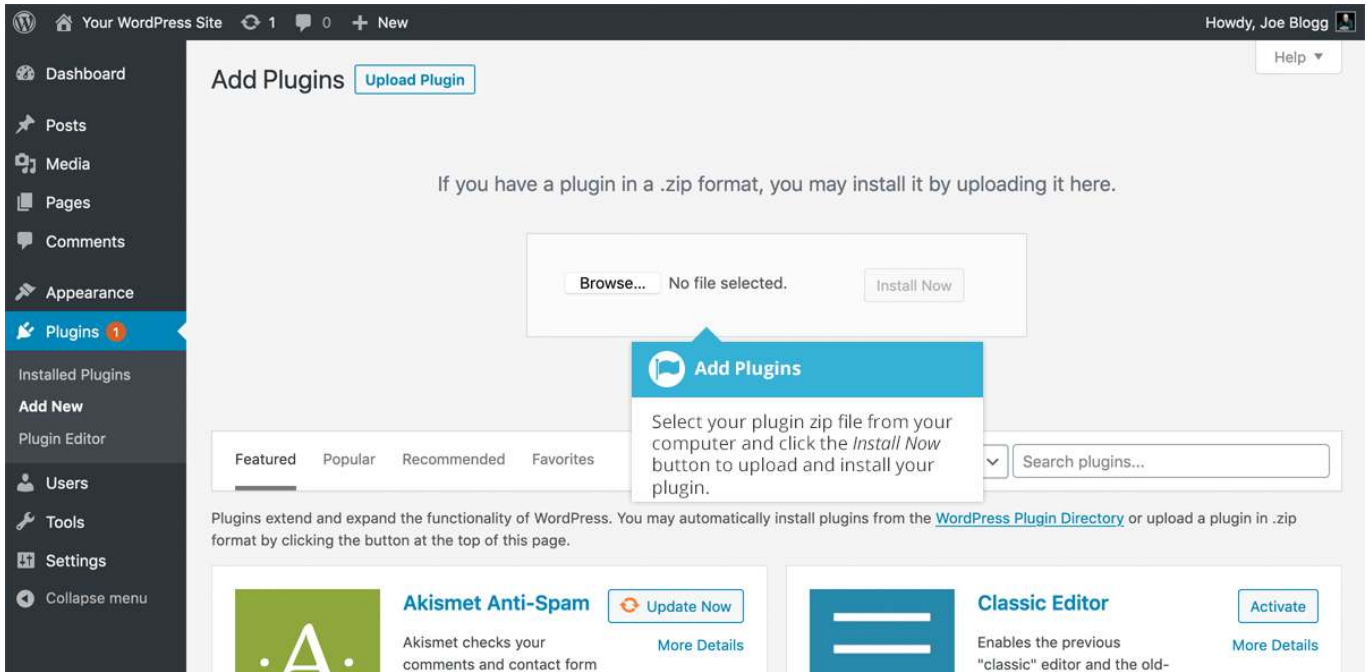 Your WordPress Site 1 0 + New Howdy, Joe Blogg
Help ▼
Dashboard
Posts
Media
Pages
Comments
Appearance
Plugins 1
Installed Plugins
Add New
Plugin Editor
Users
Tools
Settings
Collapse menu
Add Plugins Upload Plugin
If you have a plugin in a .zip format, you may install it by uploading it here.
Browse... No file selected. Install Now
Add Plugins
Select your plugin zip file from your
computer and click the Install Now
button to upload and install your
plugin.
Featured Popular Recommended Favorites Search plugins...
Plugins extend and expand the functionality of WordPress. You may automatically install plugins from the WordPress Plugin Directory or upload a plugin in .zip
format by clicking the button at the top of this page.
·A·
Akismet Anti-Spam Update Now
Akismet checks your More Details
comments and contact form
Classic Editor Activate
Enables the previous More Details
"classic" editor and the old-